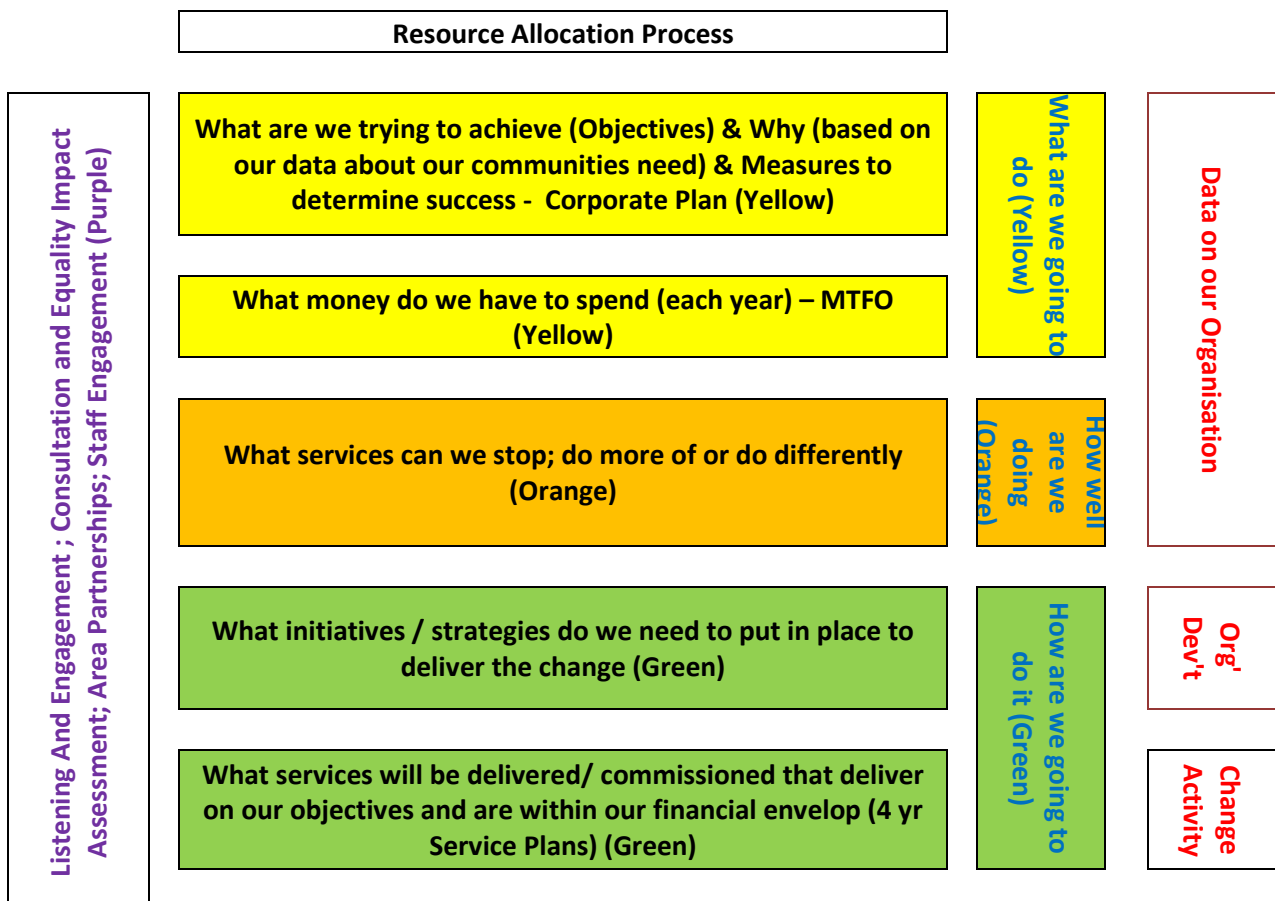 Resource Allocation Process
Listening And Engagement ; Consultation and Equality Impact
Assessment; Area Partnerships; Staff Engagement (Purple)
What are we trying to achieve (Objectives) & Why (based on
our data about our communities need) & Measures to
determine success - Corporate Plan (Yellow)
What money do we have to spend (each year) – MTFO
(Yellow)
What are we going to
do (Yellow)
What services can we stop; do more of or do differently
(Orange)
How well
are we
doing
(Orange)
Data on our Organisation
What initiatives / strategies do we need to put in place to
deliver the change (Green)
What services will be delivered/ commissioned that deliver
on our objectives and are within our financial envelop (4 yr
Service Plans) (Green)
How are we going to
do it (Green)
Org'
Dev't
Change
Activity